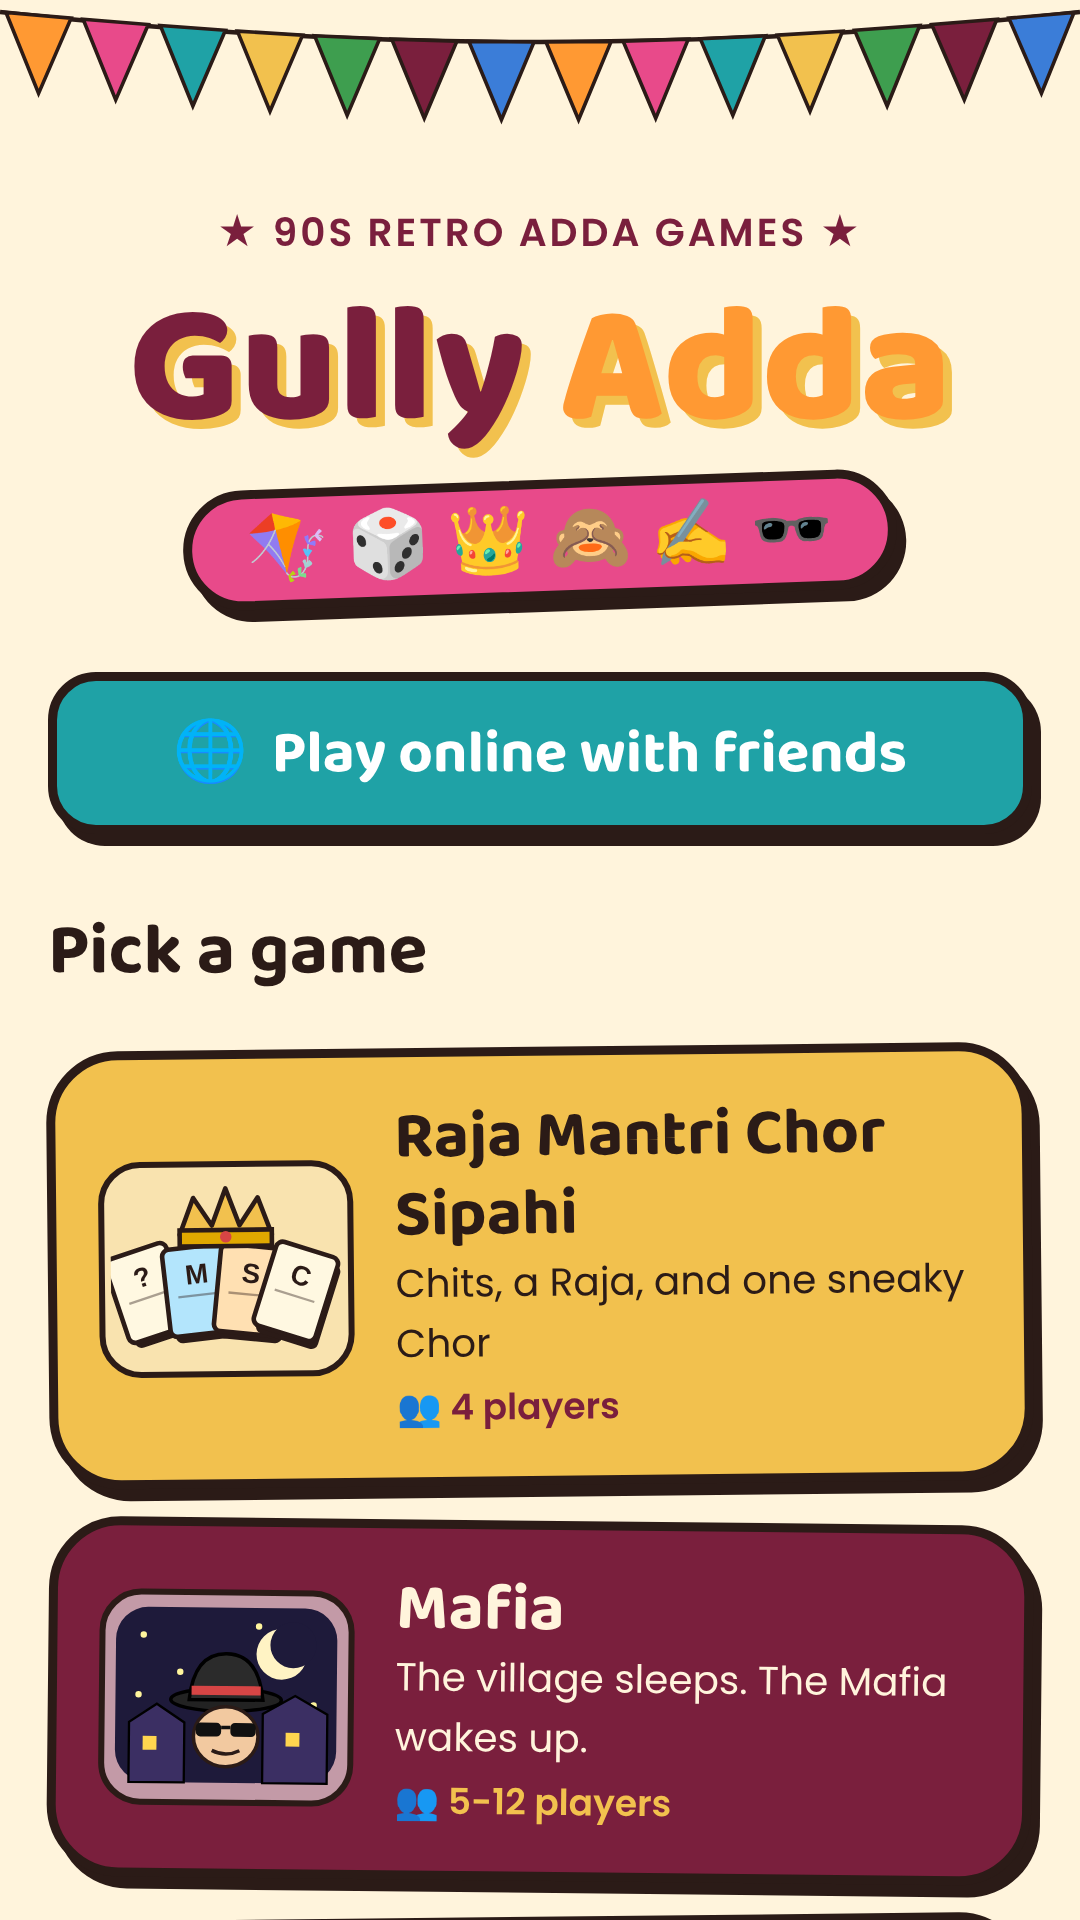 ★ 90S RETRO ADDA GAMES ★
Gully Adda
Play online with friends
Pick a game
Raja Mantri Chor
Sipahi
Chits, a Raja, and one sneaky
Chor
4 players
? M S C
Mafia
The village sleeps. The Mafia
wakes up.
5–12 players